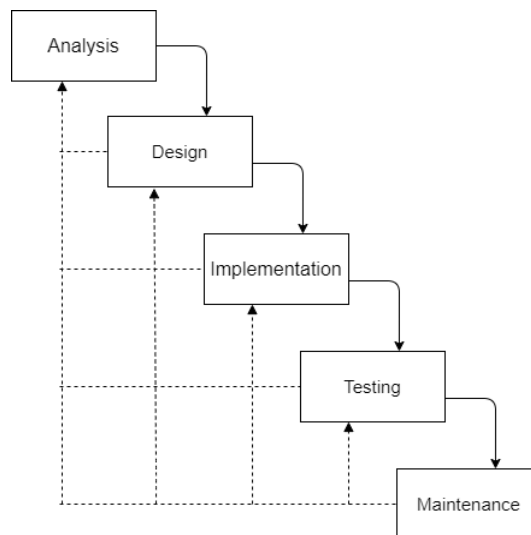 Analysis
Design
Implementation
Testing
Maintenance